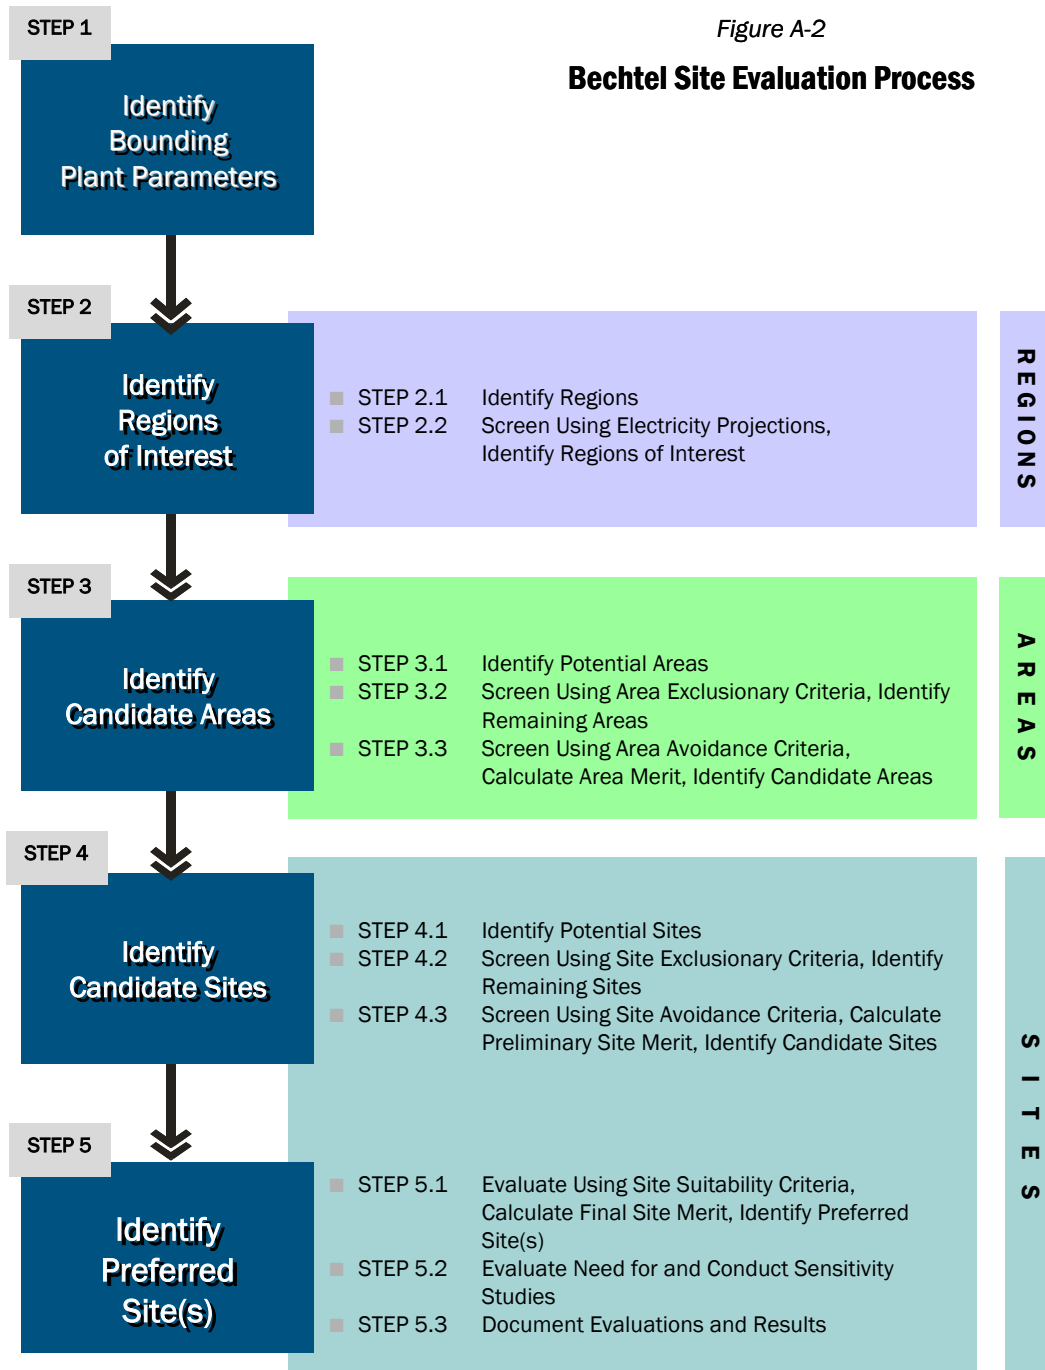 Figure A-2
Bechtel Site Evaluation Process
STEP 1
Identify
Bounding
Plant Parameters
STEP 2
Identify
Regions
of Interest
STEP 2.1 Identify Regions
STEP 2.2 Screen Using Electricity Projections,
Identify Regions of Interest
REGIONS
STEP 3
Identify
Candidate Areas
STEP 3.1 Identify Potential Areas
STEP 3.2 Screen Using Area Exclusionary Criteria, Identify
Remaining Areas
STEP 3.3 Screen Using Area Avoidance Criteria,
Calculate Area Merit, Identify Candidate Areas
AREAS
STEP 4
Identify
Candidate Sites
STEP 4.1 Identify Potential Sites
STEP 4.2 Screen Using Site Exclusionary Criteria, Identify
Remaining Sites
STEP 4.3 Screen Using Site Avoidance Criteria, Calculate
Preliminary Site Merit, Identify Candidate Sites
SITES
STEP 5
Identify
Preferred
Site(s)
STEP 5.1 Evaluate Using Site Suitability Criteria,
Calculate Final Site Merit, Identify Preferred
Site(s)
STEP 5.2 Evaluate Need for and Conduct Sensitivity
Studies
STEP 5.3 Document Evaluations and Results